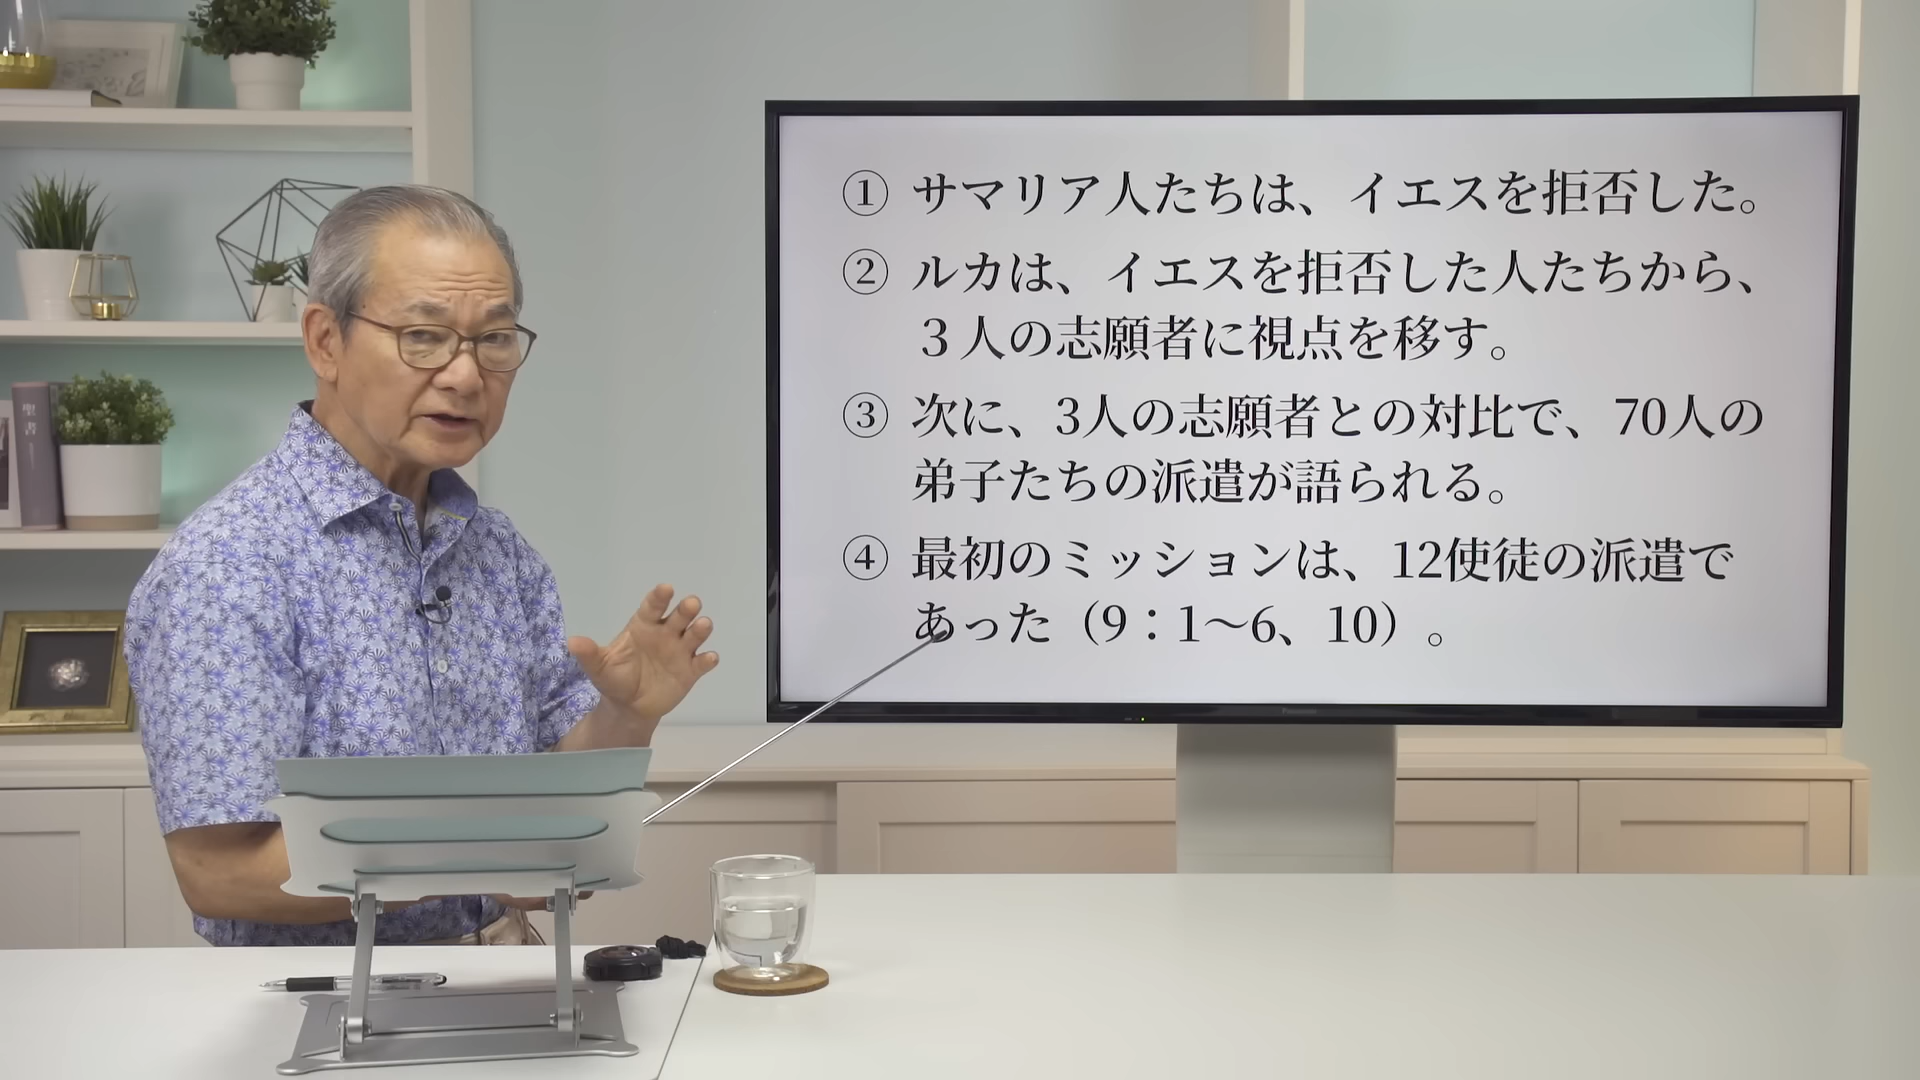 ① サマリア人たちは、イエスを拒否した。
② ルカは、イエスを拒否した人たちから、
３人の志願者に視点を移す。
③ 次に、3人の志願者との対比で、70人の
弟子たちの派遣が語られる。
④ 最初のミッションは、12使徒の派遣で
あった（9：1～6、10）。
聖書
Panasonic